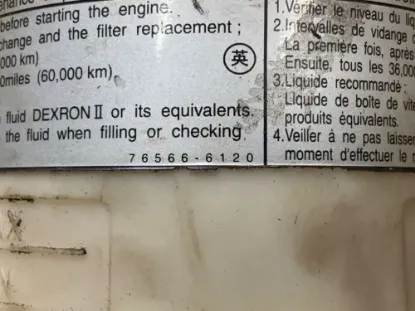 before starting the engine.
change and the filter replacement ;
000 km)
0miles (60,000 km).
英
fluid DEXRONⅡ or its equivalents.
the fluid when filling or checking
76566-6120
1.Vérifier le niveau du
2.Intervalles de vidange
La première fois, après
Ensuite, tous les 36,00
3.Liquide recommandé :
Liquide de boîte de
produits équivalents.
4.Veiller à ne pas laisser
moment d'effectuer le